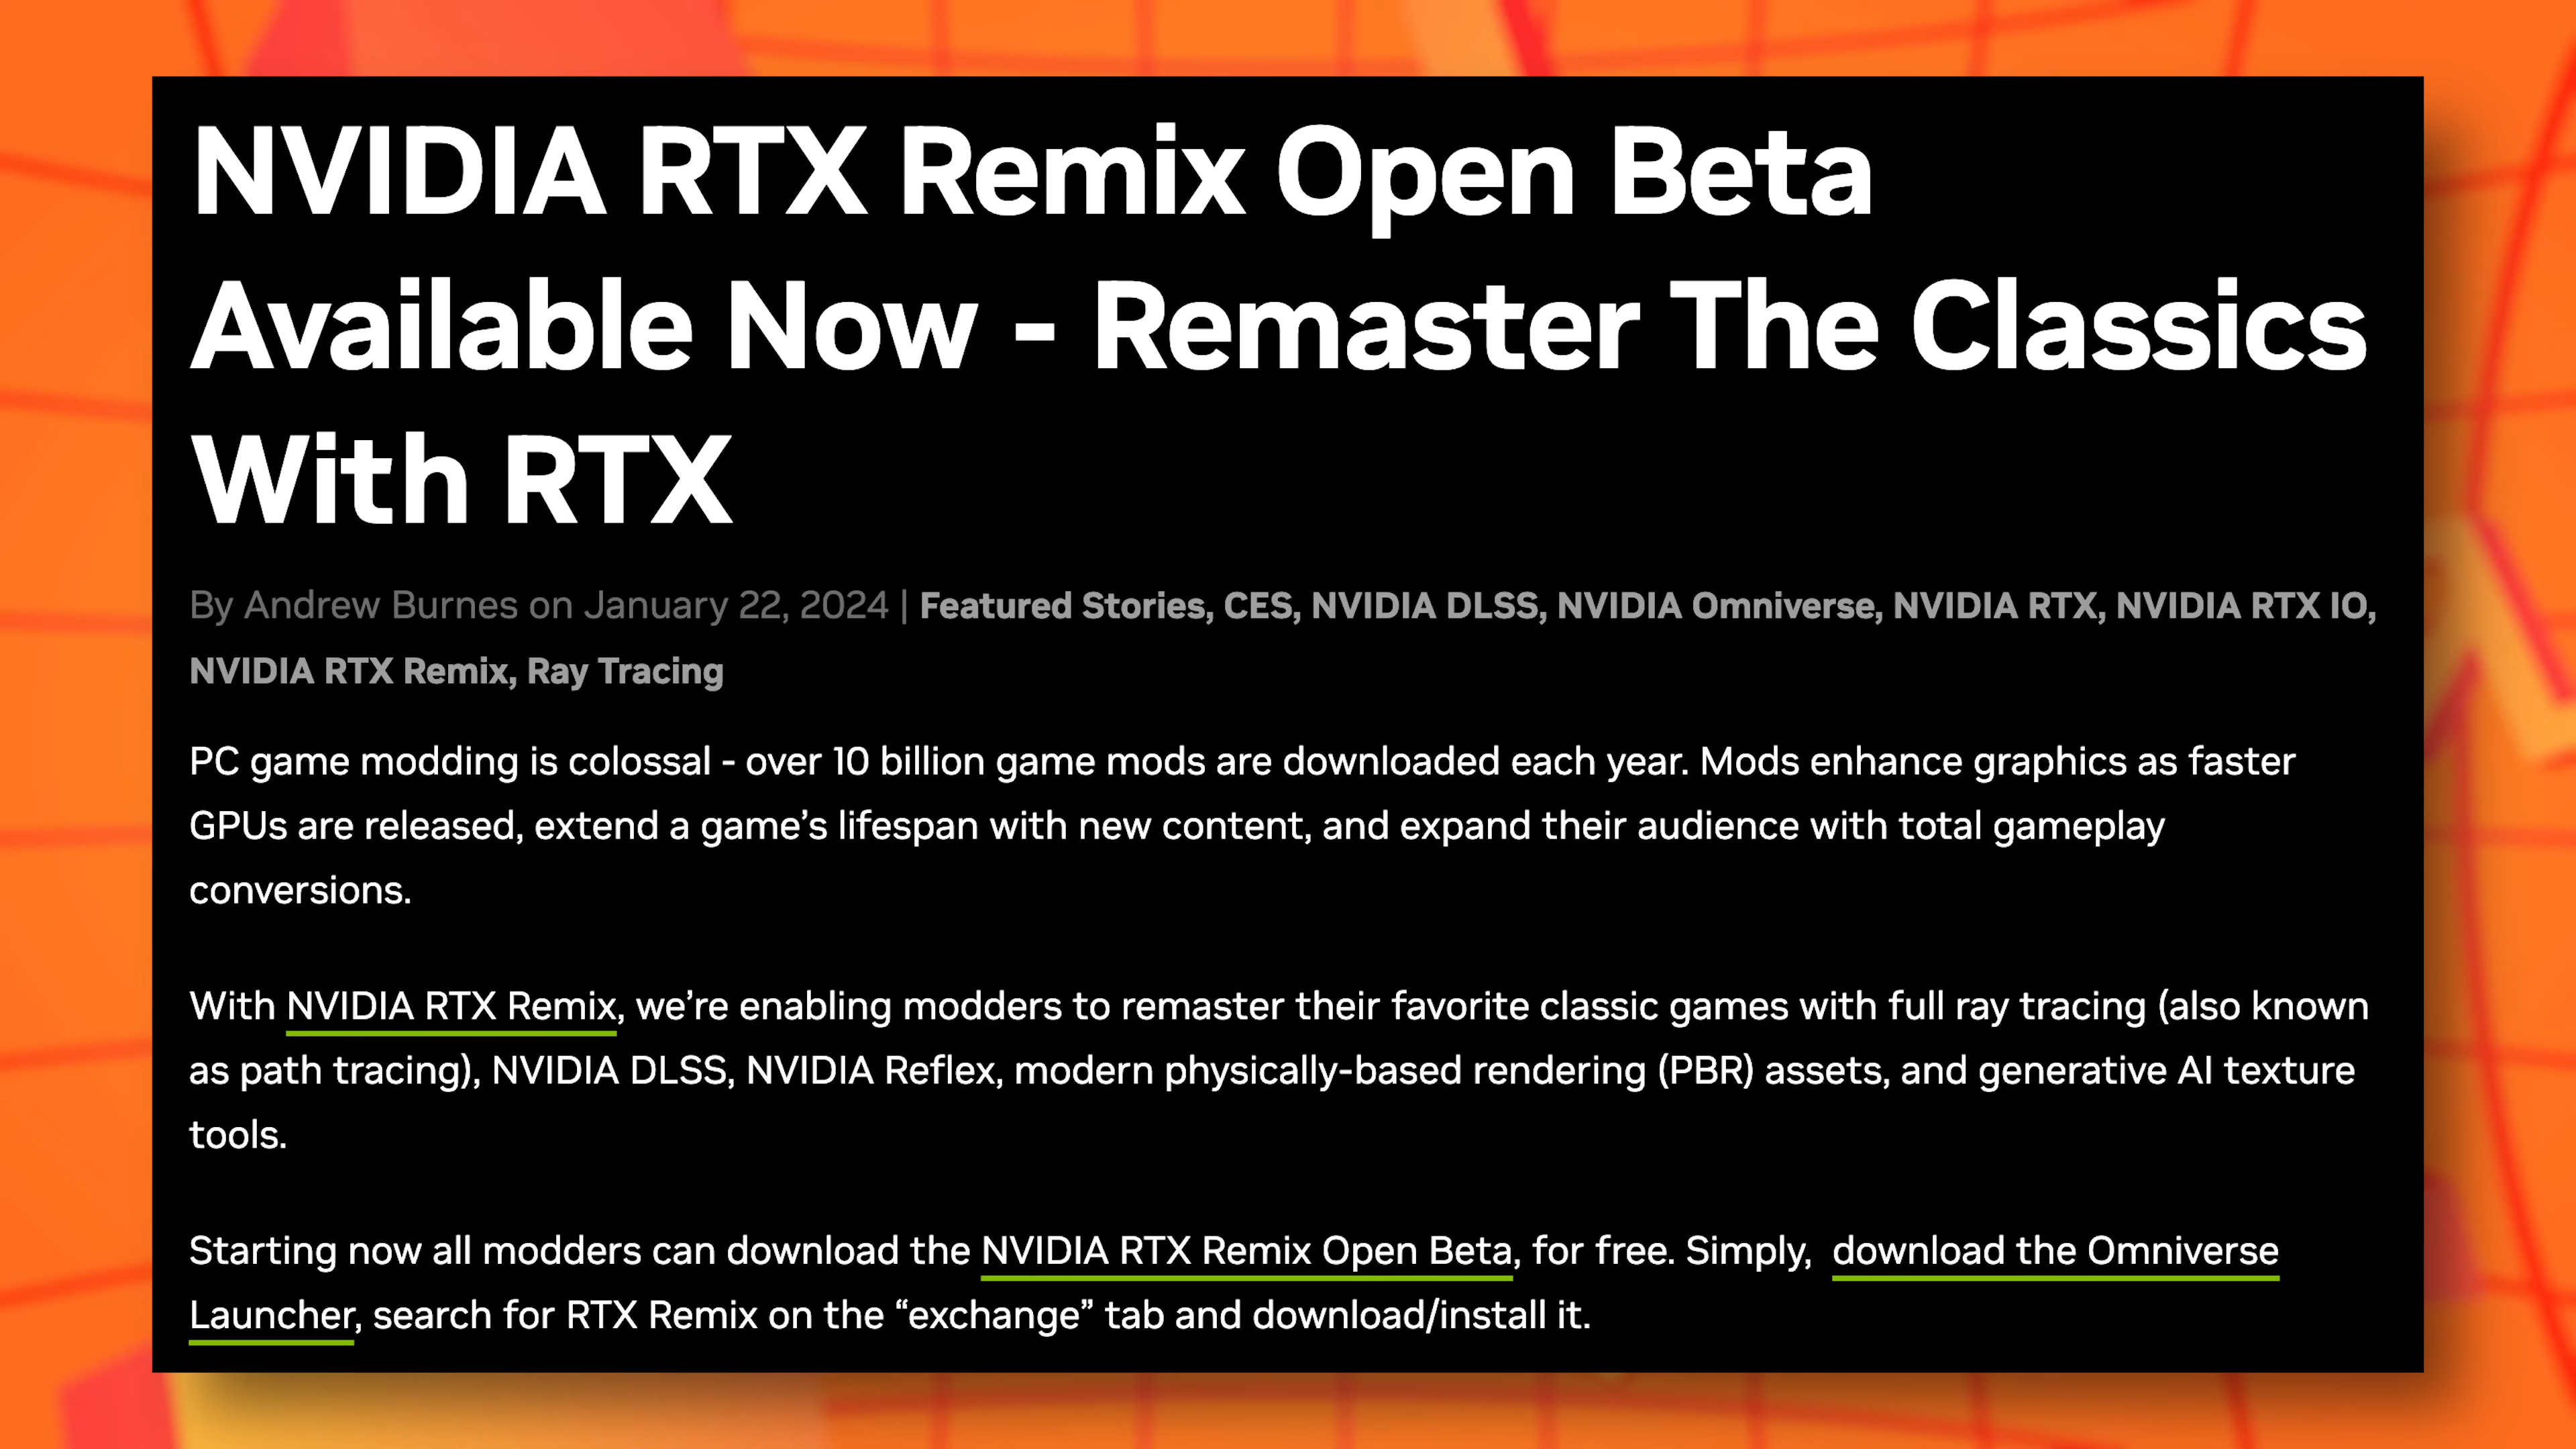 NVIDIA RTX Remix Open Beta
Available Now - Remaster The Classics
With RTX
By Andrew Burnes on January 22, 2024 | Featured Stories, CES, NVIDIA DLSS, NVIDIA Omniverse, NVIDIA RTX, NVIDIA RTX IO,
NVIDIA RTX Remix, Ray Tracing
PC game modding is colossal - over 10 billion game mods are downloaded each year. Mods enhance graphics as faster
GPUs are released, extend a game’s lifespan with new content, and expand their audience with total gameplay
conversions.
With NVIDIA RTX Remix, we’re enabling modders to remaster their favorite classic games with full ray tracing (also known
as path tracing), NVIDIA DLSS, NVIDIA Reflex, modern physically-based rendering (PBR) assets, and generative AI texture
tools.
Starting now all modders can download the NVIDIA RTX Remix Open Beta, for free. Simply,  download the Omniverse
Launcher, search for RTX Remix on the “exchange” tab and download/install it.